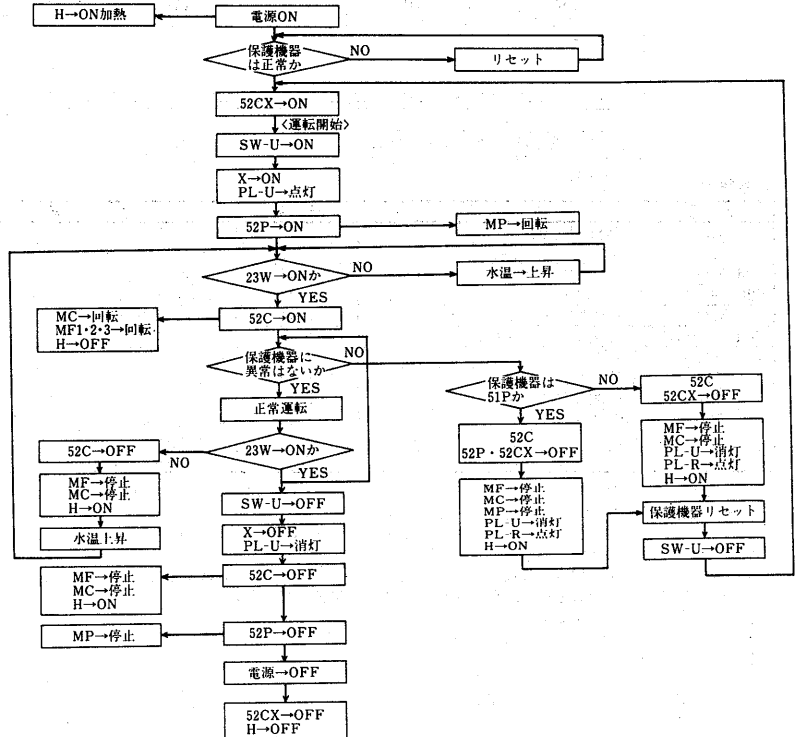 H→ON加熱
電源ON
保護機器
は正常か
NO
リセット
52CX→ON
<運転開始>
SW-U→ON
X→ON
PL-U→点灯
52P→ON
MP→回転
23W→ONか
NO
水温→上昇
YES
52C→ON
MC→回転
MF1・2・3→回転
H→OFF
保護機器に
異常はないか
NO
YES
正常運転
保護機器は
51Pか
NO
YES
52C
52CX→OFF
23W→ONか
NO
YES
52C→OFF
MF→停止
MC→停止
H→ON
水温上昇
52C
52P・52CX→OFF
MF→停止
MC→停止
MP→停止
PL-U→消灯
PL-R→点灯
H→ON
MF→停止
MC→停止
PL-U→消灯
PL-R→点灯
H→ON
保護機器リセット
SW-U→OFF
SW-U→OFF
X→OFF
PL-U→消灯
52C→OFF
MF→停止
MC→停止
H→ON
52P→OFF
MP→停止
電源→OFF
52CX→OFF
H→OFF